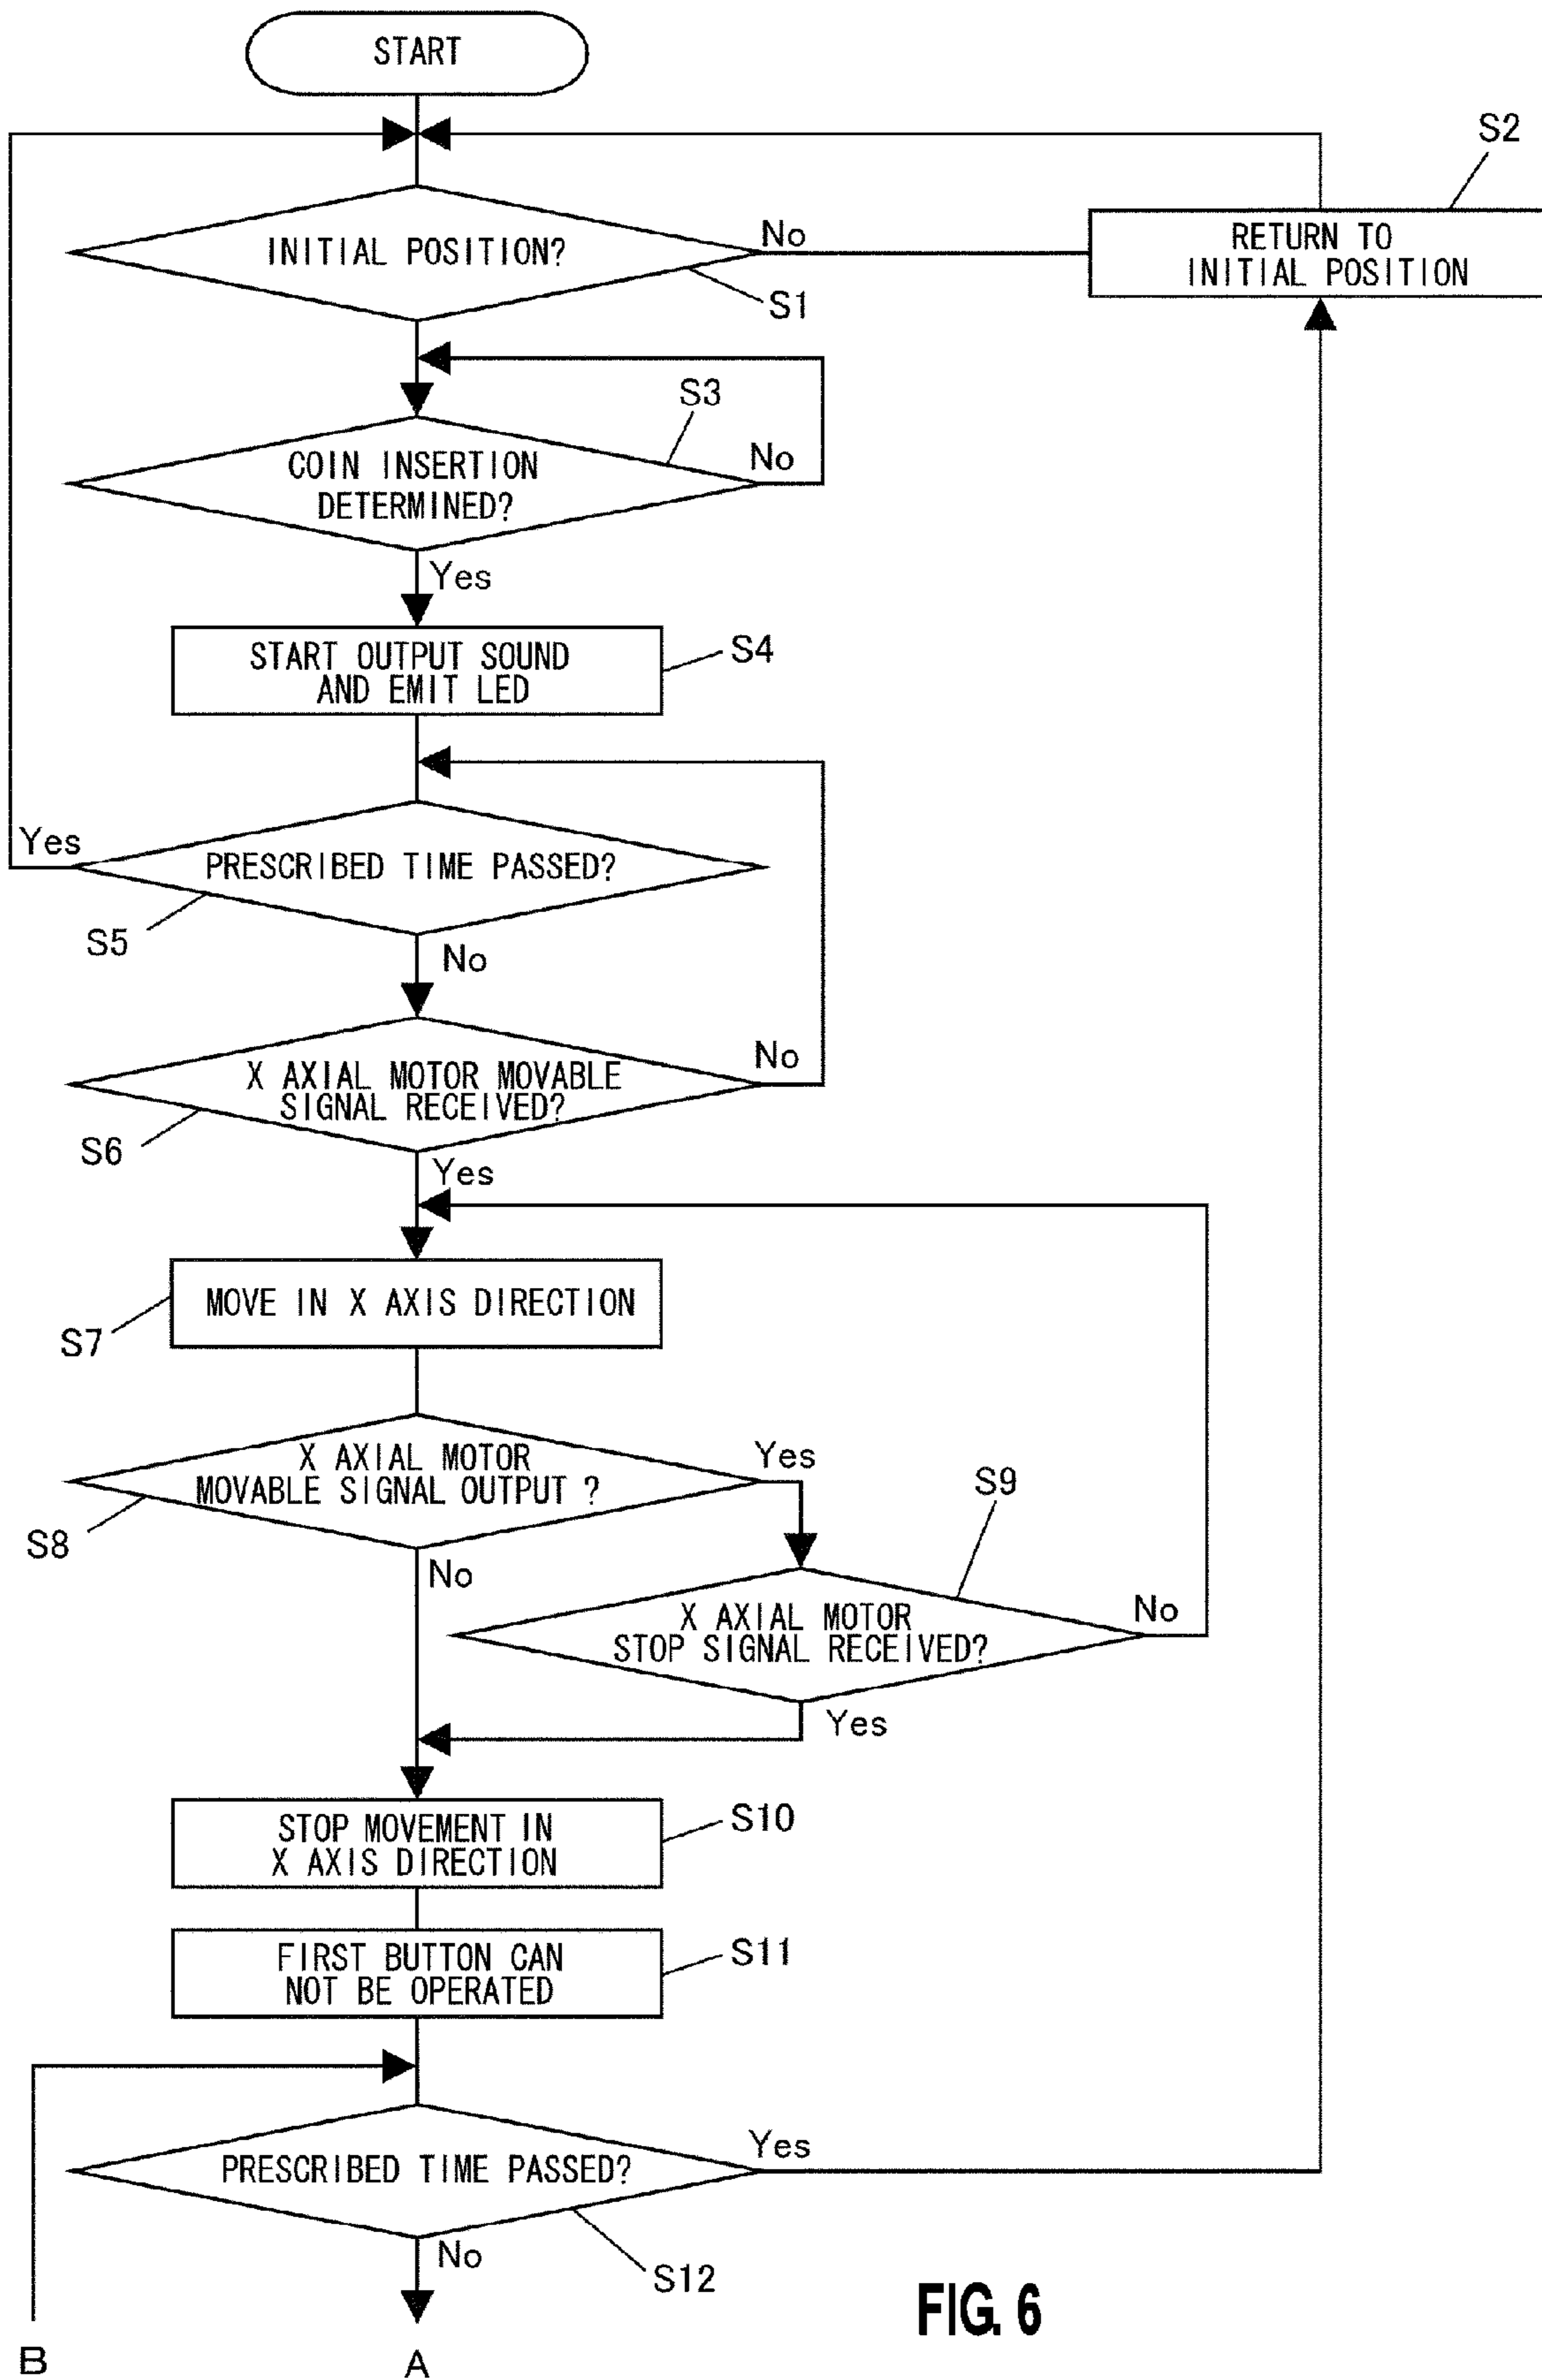 START
S2
INITIAL POSITION?
No
RETURN TO
INITIAL POSITION
S1
S3
COIN INSERTION
DETERMINED?
No
Yes
START OUTPUT SOUND
AND EMIT LED
S4
Yes
PRESCRIBED TIME PASSED?
S5
No
X AXIAL MOTOR MOVABLE
SIGNAL RECEIVED?
No
S6
Yes
MOVE IN X AXIS DIRECTION
S7
X AXIAL MOTOR
MOVABLE SIGNAL OUTPUT ?
Yes
S8
S9
No
X AXIAL MOTOR
STOP SIGNAL RECEIVED?
No
Yes
STOP MOVEMENT IN
X AXIS DIRECTION
S10
FIRST BUTTON CAN
NOT BE OPERATED
S11
PRESCRIBED TIME PASSED?
Yes
No
S12
B
A
FIG. 6